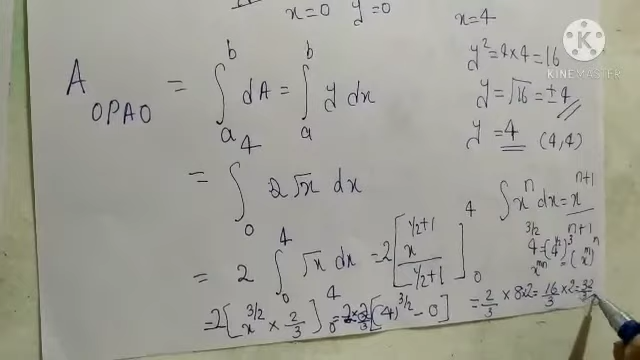 x=0 y=0
x=4
y²=4×4=16
y=√16=±4
y=4 (4,4)
KINEMASTER
A OPAO = ∫ₐᵇ dA = ∫ₐᵇ y dx
= ∫₀⁴ 2√x dx
∫xⁿ dx = xⁿ⁺¹/n+1
= 2 ∫₀⁴ √x dx = 2[x^(1/2+1)/(1/2+1)]₀⁴
4^(3/2) = (4^(1/2))³
x^(mn) = (x^m)^n
=2[x^(3/2) × 2/3]₀⁴ = 2×2/3[(4)^(3/2) − 0] = 2/3 × 8×2 = 16/3 ×2 = 32/3